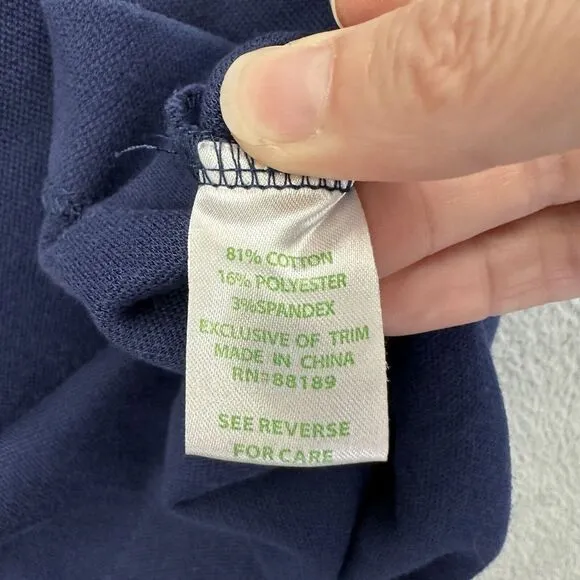 81% COTTON
16% POLYESTER
3%SPANDEX
EXCLUSIVE OF TRIM
MADE IN CHINA
RN#88189
SEE REVERSE
FOR CARE